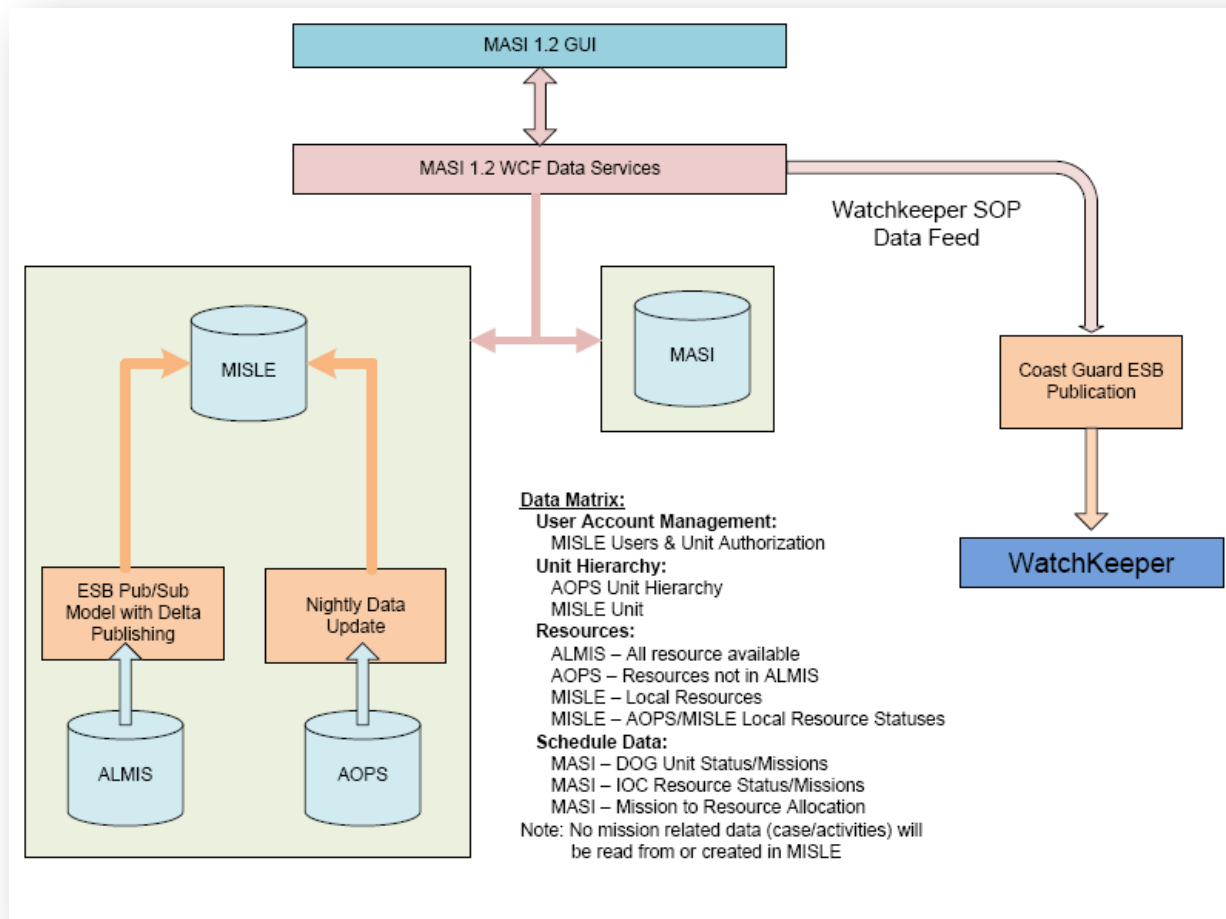 MASI 1.2 GUI
MASI 1.2 WCF Data Services
Watchkeeper SOP
Data Feed
MISLE
MASI
Coast Guard ESB
Publication
WatchKeeper
ESB Pub/Sub
Model with Delta
Publishing
Nightly Data
Update
ALMIS
AOPS
Data Matrix:
User Account Management:
MISLE Users & Unit Authorization
Unit Hierarchy:
AOPS Unit Hierarchy
MISLE Unit
Resources:
ALMIS – All resource available
AOPS – Resources not in ALMIS
MISLE – Local Resources
MISLE – AOPS/MISLE Local Resource Statuses
Schedule Data:
MASI – DOG Unit Status/Missions
MASI – IOC Resource Status/Missions
MASI – Mission to Resource Allocation
Note: No mission related data (case/activities) will
be read from or created in MISLE